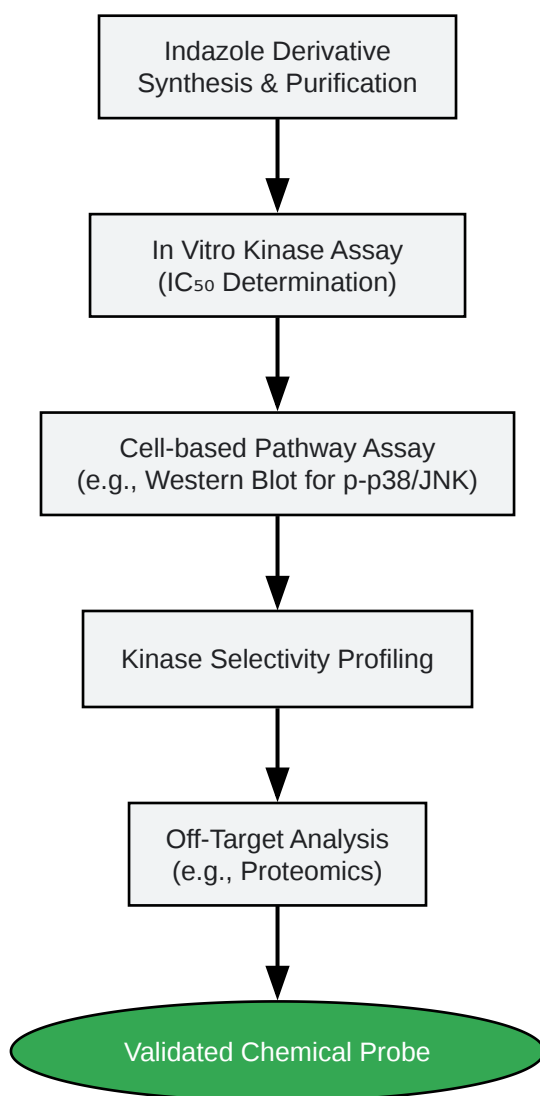 Indazole Derivative
Synthesis & Purification
In Vitro Kinase Assay
(IC₅₀ Determination)
Cell-based Pathway Assay
(e.g., Western Blot for p-p38/JNK)
Kinase Selectivity Profiling
Off-Target Analysis
(e.g., Proteomics)
Validated Chemical Probe